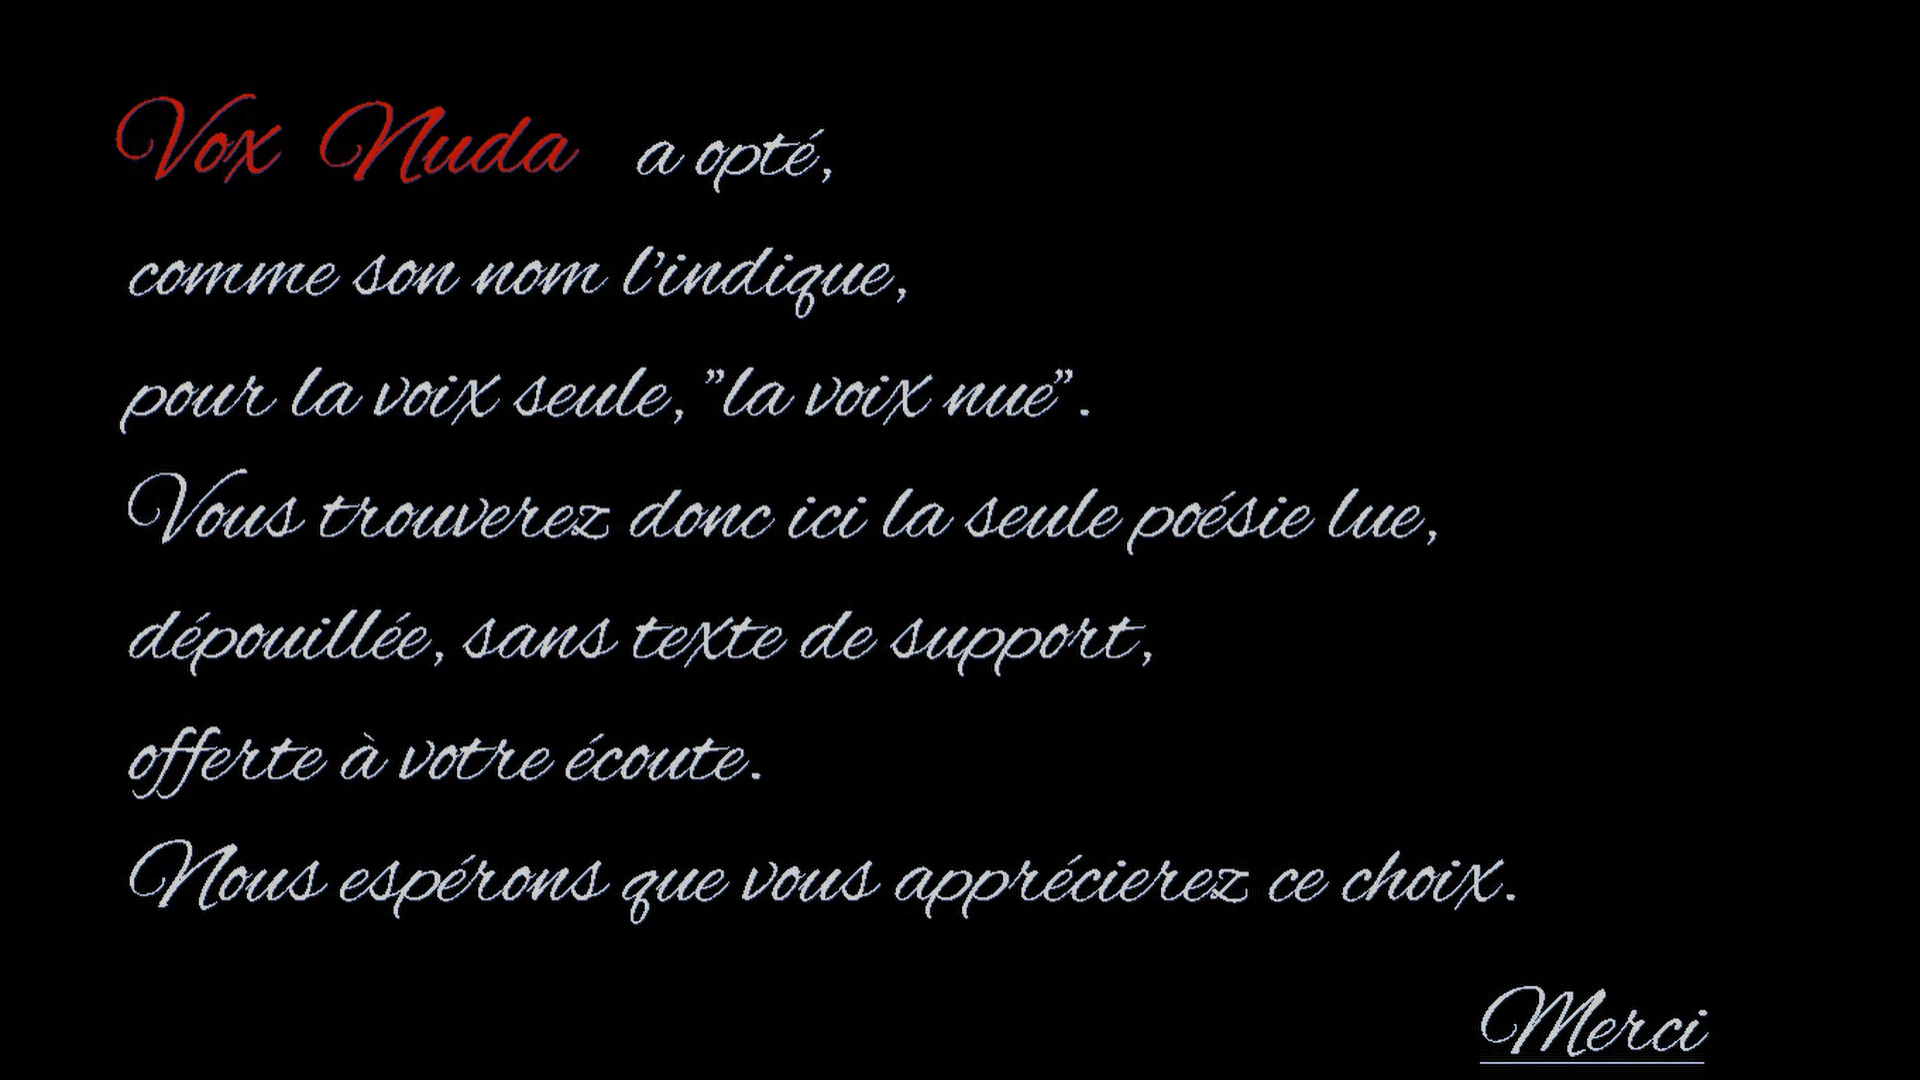 Vox Nuda a opté,
comme son nom l'indique,
pour la voix seule, "la voix nue".
Vous trouverez donc ici la seule poésie lue,
dépouillée, sans texte de support,
offerte à votre écoute.
Nous espérons que vous apprécierez ce choix.
Merci